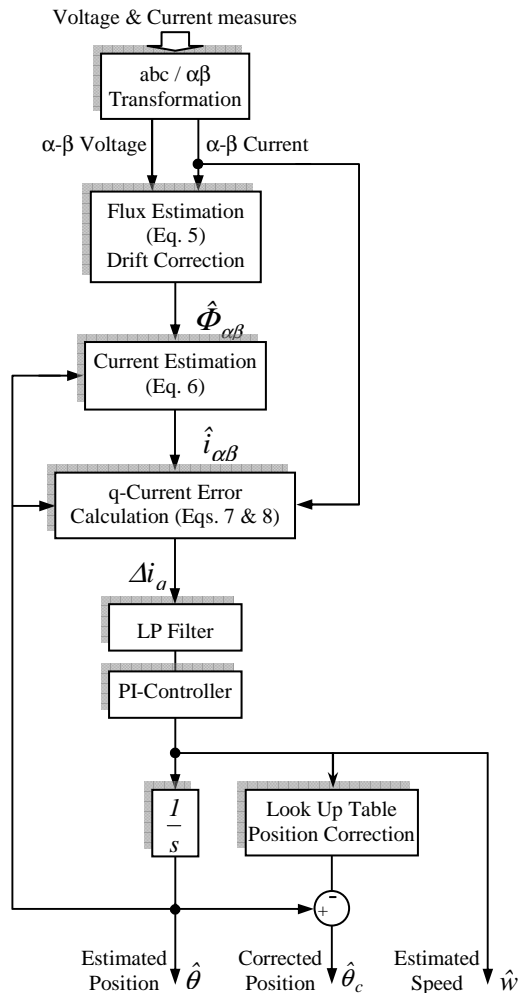 Voltage & Current measures
abc / αβ
Transformation
α-β Voltage
α-β Current
Flux Estimation
(Eq. 5)
Drift Correction
Φ̂αβ
Current Estimation
(Eq. 6)
îαβ
q-Current Error
Calculation (Eqs. 7 & 8)
Δiq
LP Filter
PI-Controller
1
s
Look Up Table
Position Correction
-
+
Estimated
Position
θ̂
Corrected
Position
θ̂c
Estimated
Speed
ŵ